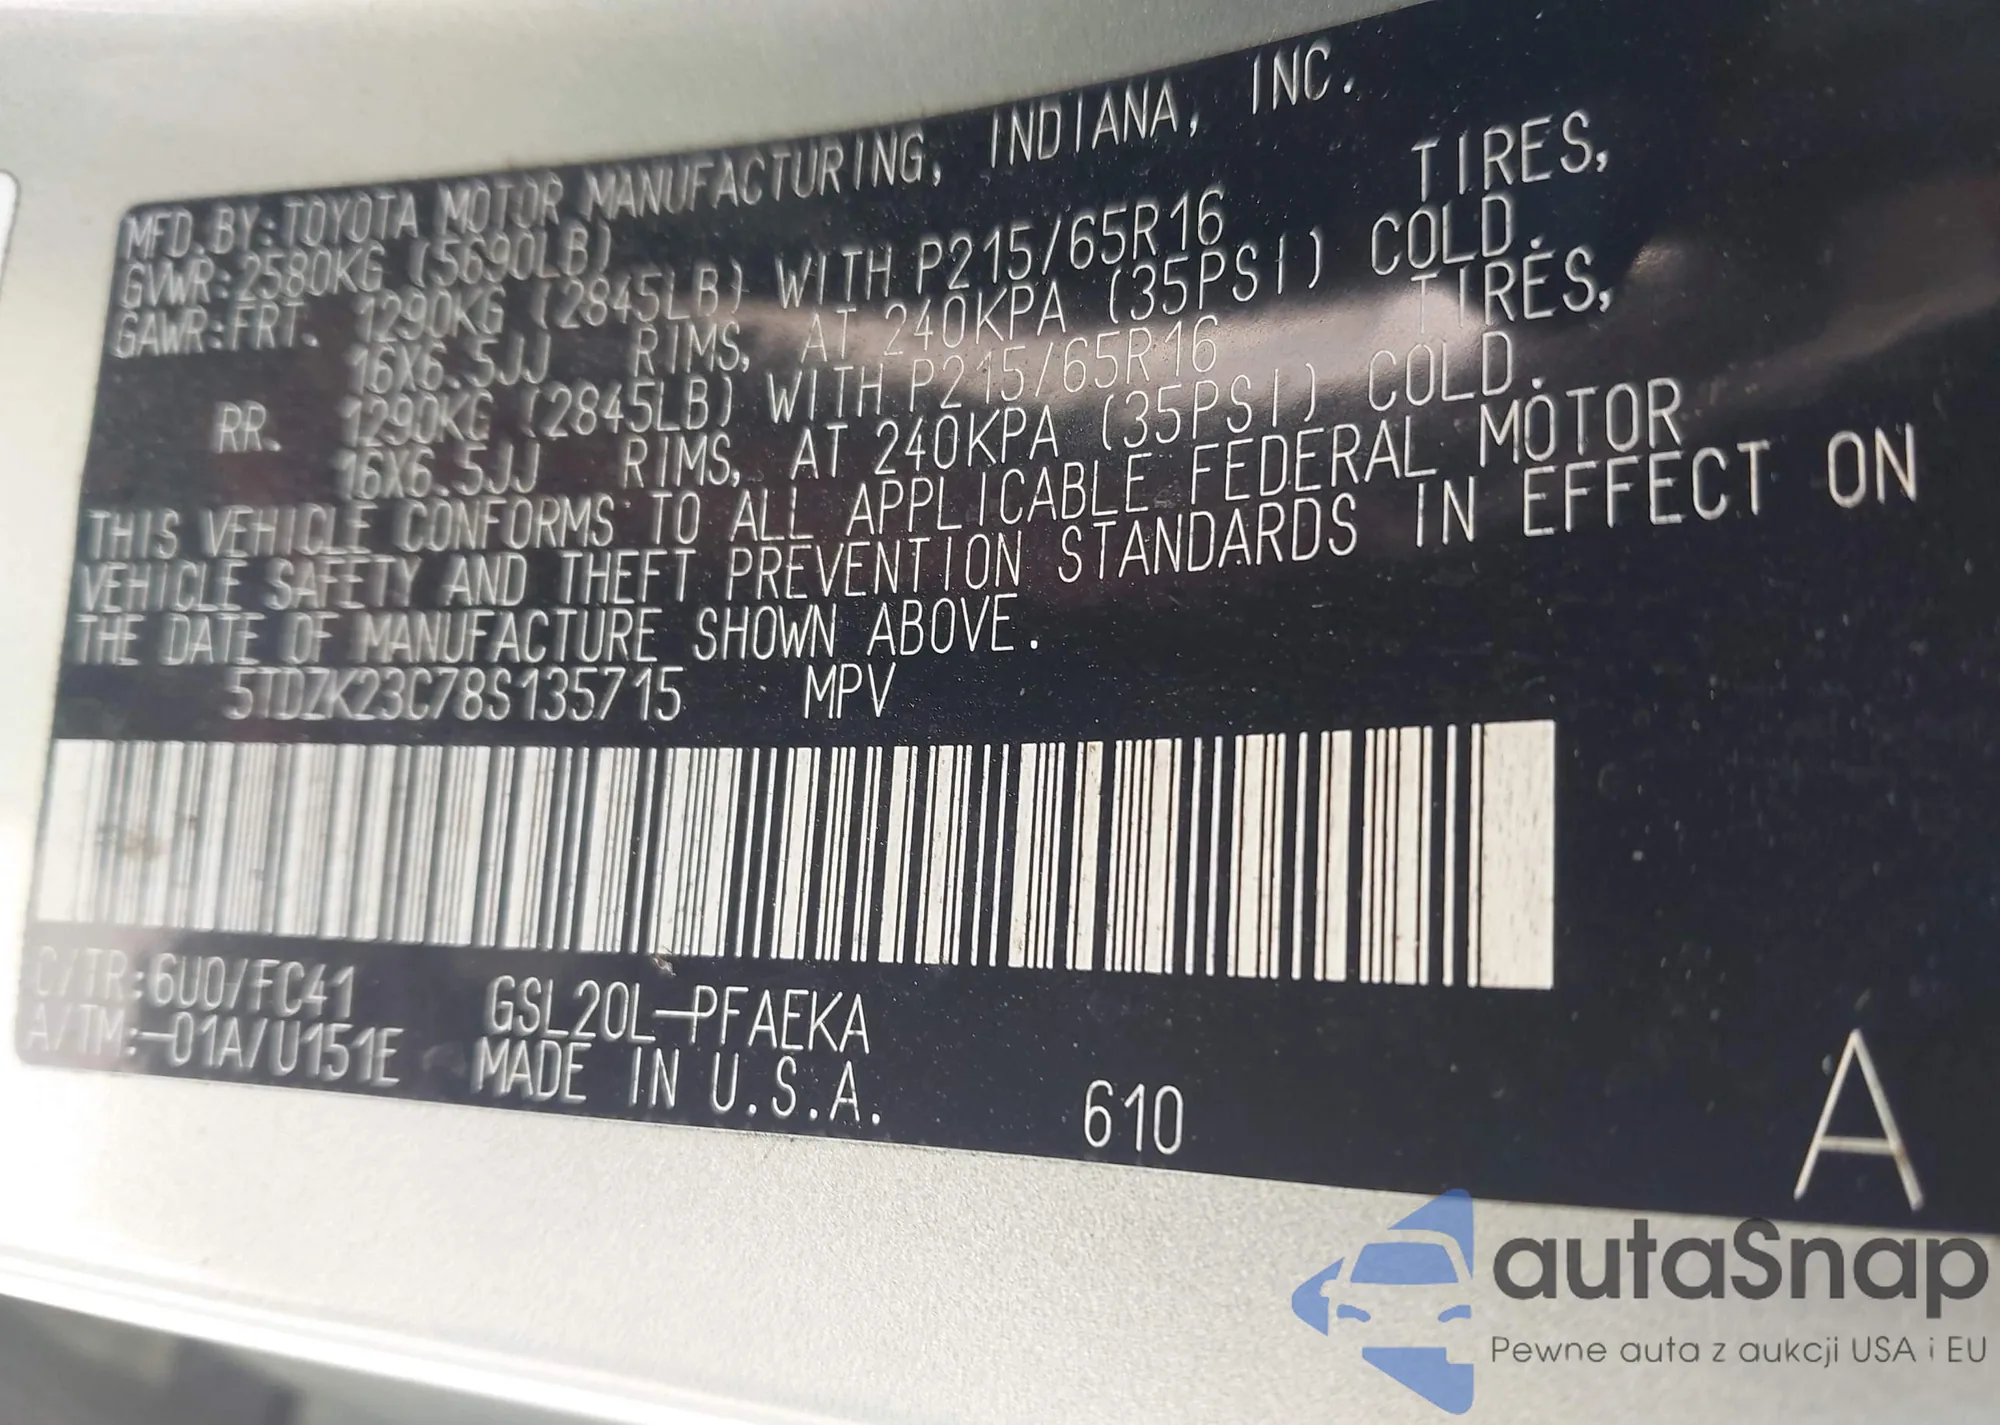 MFD.BY:TOYOTA MOTOR MANUFACTURING, INDIANA, INC.
GVWR:2580KG (5690LB)
GAWR:FRT. 1290KG (2845LB) WITH P215/65R16 TIRES,
16X6.5JJ RIMS, AT 240KPA (35PSI) COLD.
RR. 1290KG (2845LB) WITH P215/65R16 TIRES,
16X6.5JJ RIMS, AT 240KPA (35PSI) COLD.
THIS VEHICLE CONFORMS TO ALL APPLICABLE FEDERAL MOTOR
VEHICLE SAFETY AND THEFT PREVENTION STANDARDS IN EFFECT ON
THE DATE OF MANUFACTURE SHOWN ABOVE.
5TDZK23C78S135715 MPV
C/TR:6U0/FC41 GSL20L-PFAEKA
A/TM:-01A/U151E MADE IN U.S.A. 610
A
autaSnap
Pewne auta z aukcji USA i EU